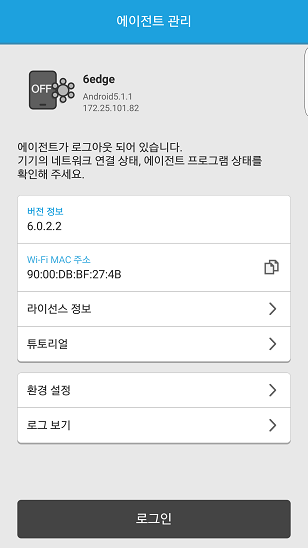 에이전트 관리
OFF
6edge
Android5.1.1
172.25.101.82
에이전트가 로그아웃 되어 있습니다.
기기의 네트워크 연결 상태, 에이전트 프로그램 상태를
확인해 주세요.
버전 정보
6.0.2.2
Wi-Fi MAC 주소
90:00:DB:BF:27:4B
라이선스 정보
튜토리얼
환경 설정
로그 보기
로그인